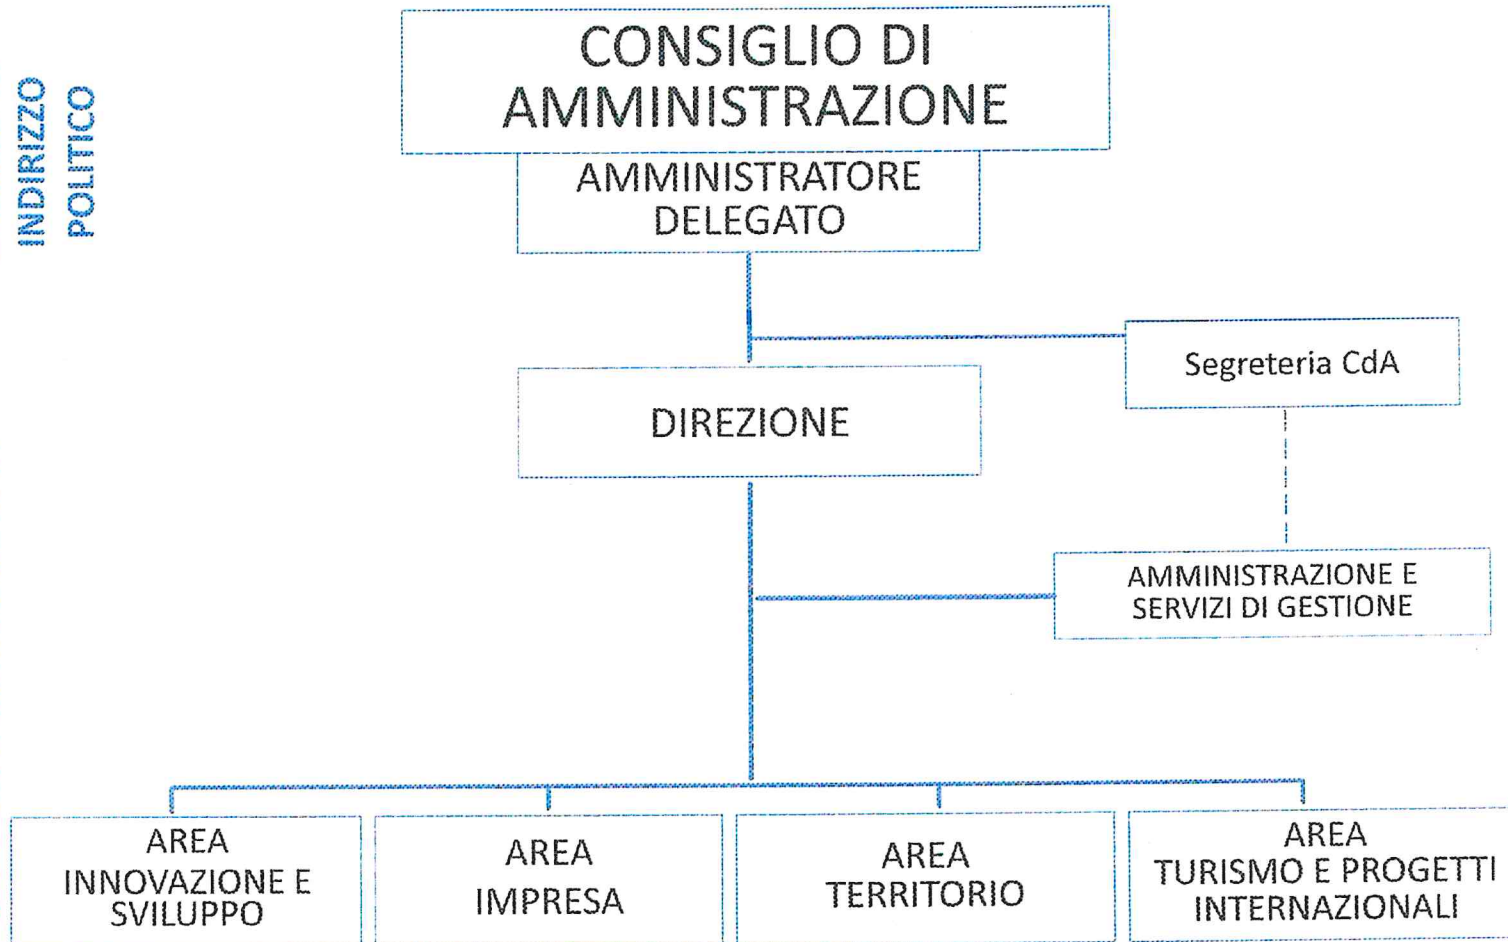 INDIRIZZO
POLITICO
CONSIGLIO DI
AMMINISTRAZIONE
AMMINISTRATORE
DELEGATO
Segreteria CdA
DIREZIONE
AMMINISTRAZIONE E
SERVIZI DI GESTIONE
AREA
INNOVAZIONE E
SVILUPPO
AREA
IMPRESA
AREA
TERRITORIO
AREA
TURISMO E PROGETTI
INTERNAZIONALI